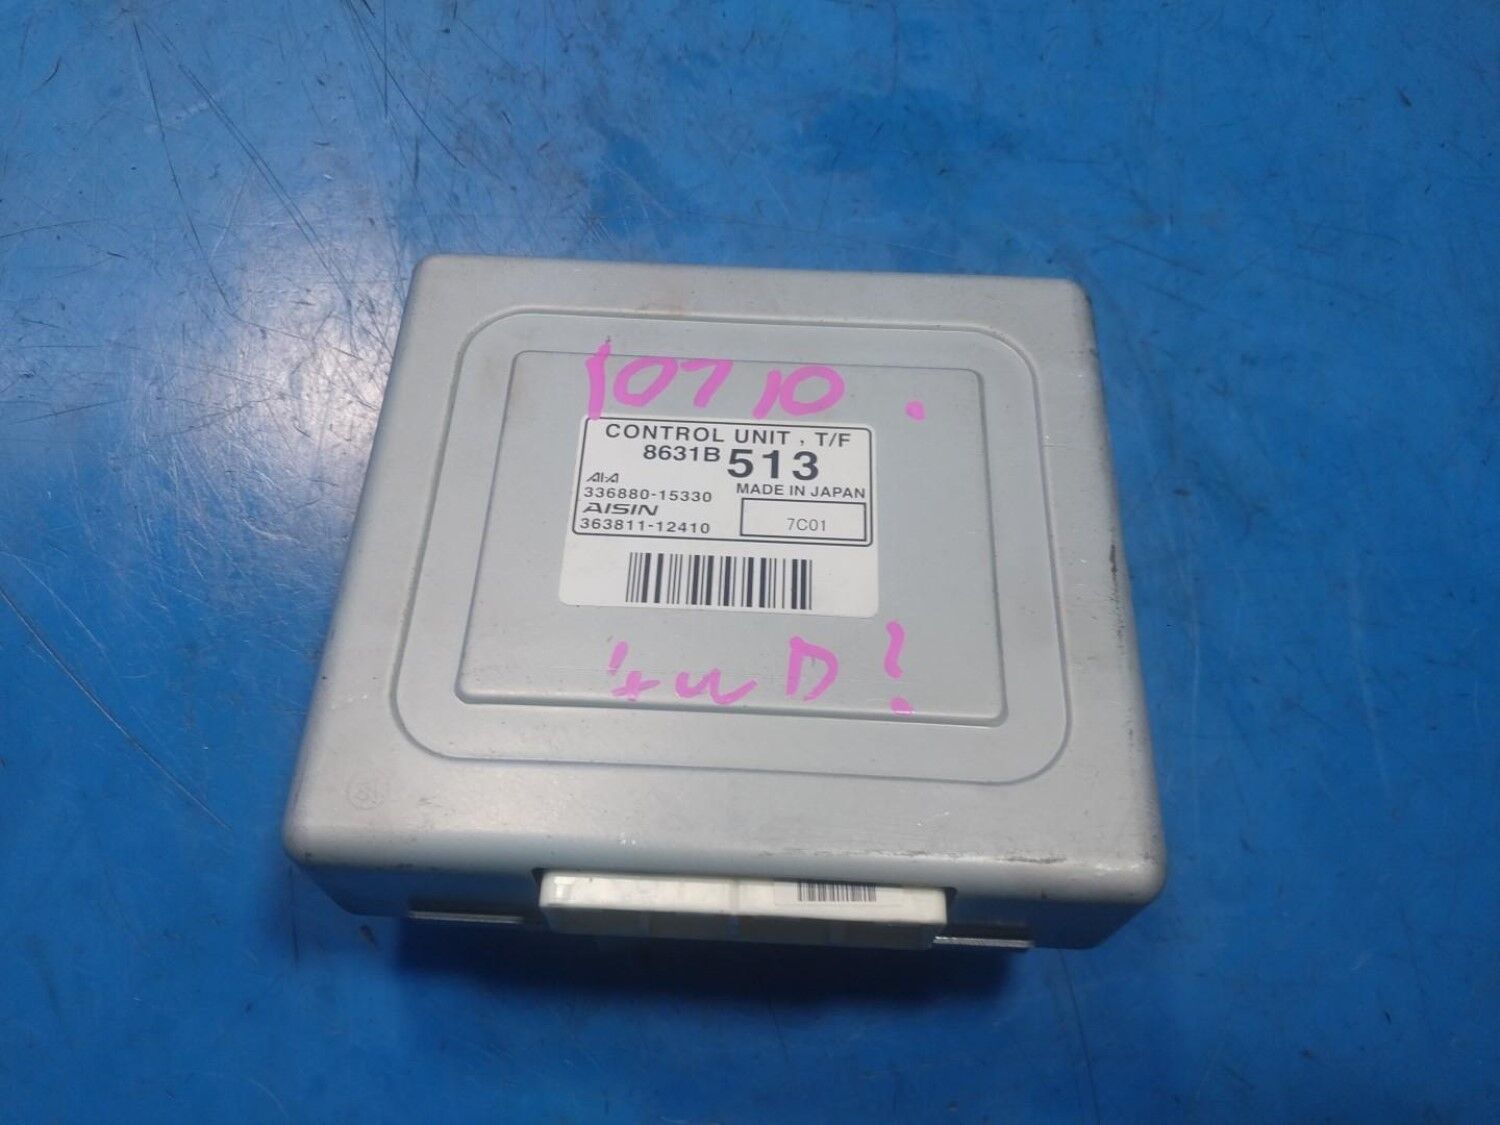 10710.
CONTROL UNIT, T/F
8631B 513
AI-A
336880-15330 MADE IN JAPAN
AISIN
363811-12410 7C01
4WD!